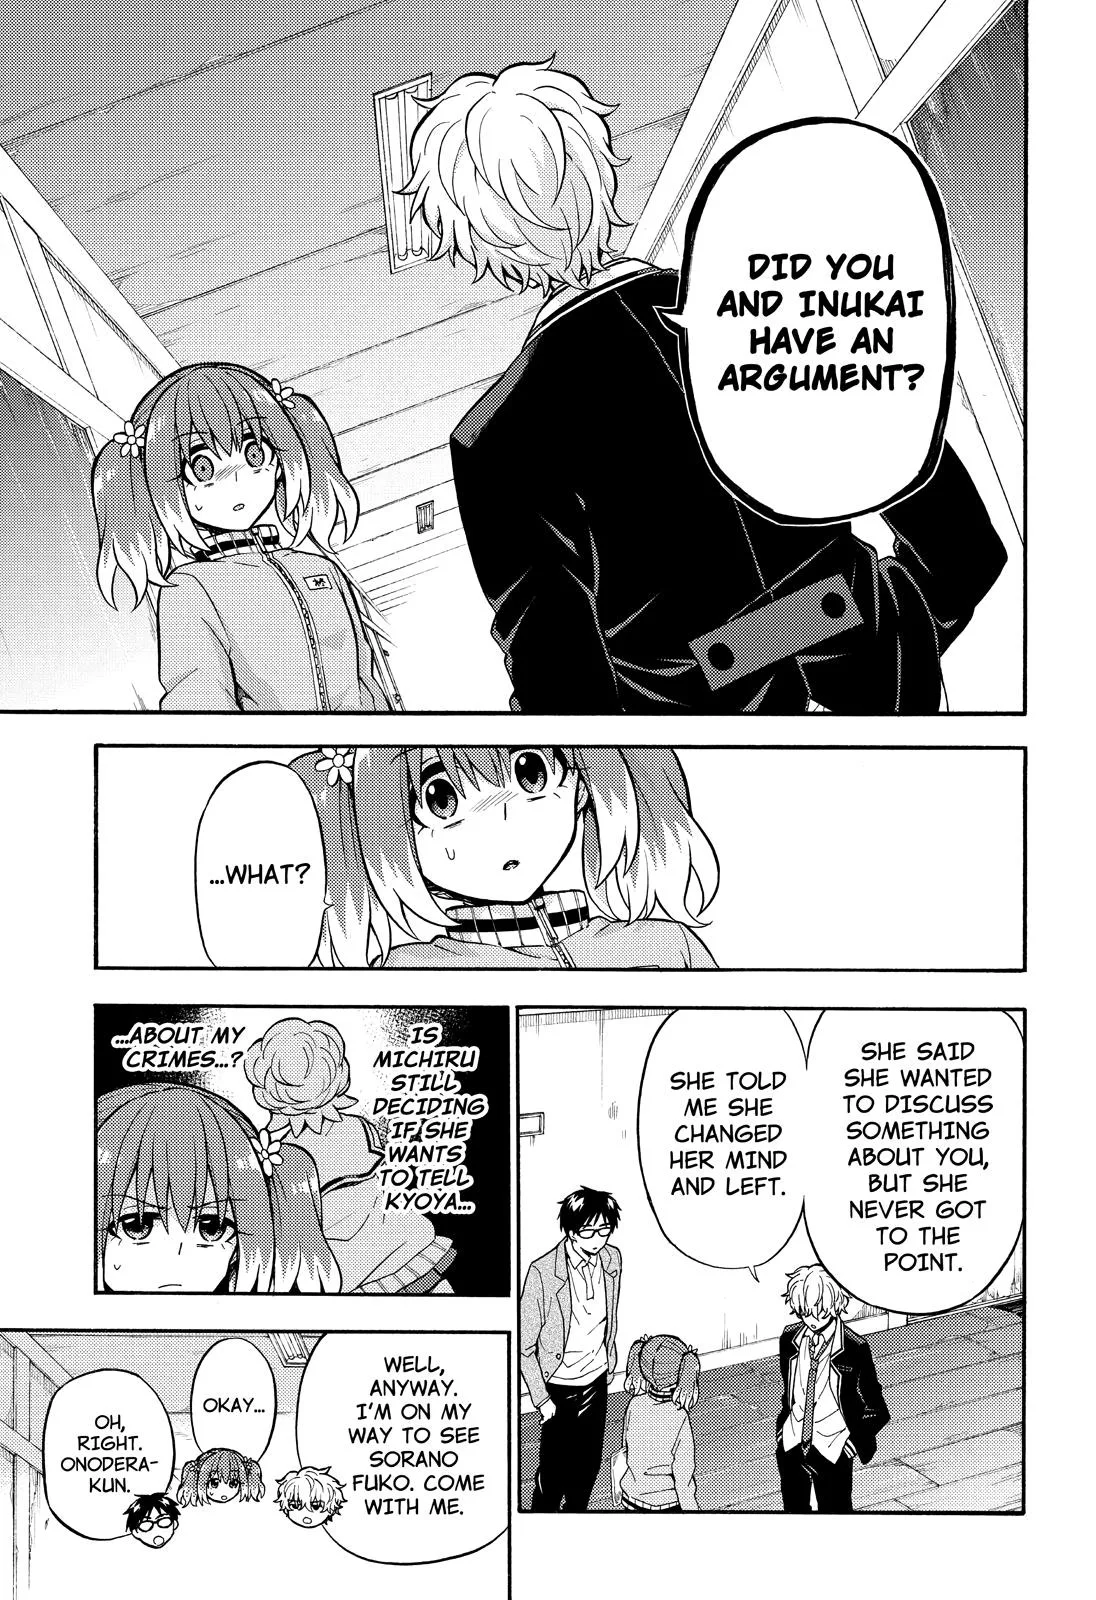 DID YOU
AND INUKAI
HAVE AN
ARGUMENT?
...WHAT?
SHE SAID
SHE WANTED
TO DISCUSS
SOMETHING
ABOUT YOU,
BUT SHE
NEVER GOT
TO THE
POINT.
SHE TOLD
ME SHE
CHANGED
HER MIND
AND LEFT.
IS
MICHIRU
STILL
DECIDING
IF SHE
WANTS
TO TELL
KYOYA...
...ABOUT MY
CRIMES...?
WELL,
ANYWAY.
I'M ON MY
WAY TO SEE
SORANO
FUKO. COME
WITH ME.
OKAY...
OH,
RIGHT.
ONODERA-
KUN.